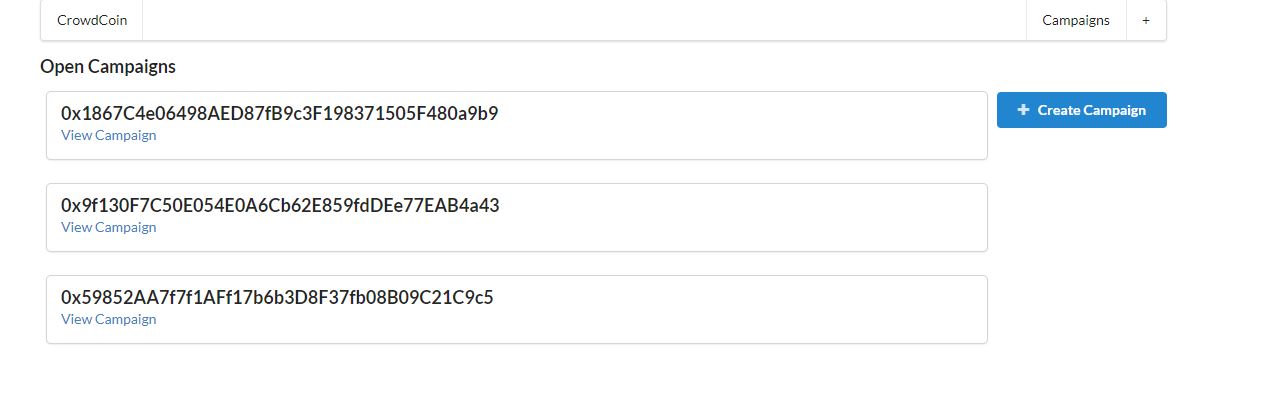 CrowdCoin
Campaigns
+
Open Campaigns
0x1867C4e06498AED87fB9c3F198371505F480a9b9
View Campaign
Create Campaign
0x9f130F7C50E054E0A6Cb62E859fdDEe77EAB4a43
View Campaign
0x59852AA7f7f1AFf17b6b3D8F37fb08B09C21C9c5
View Campaign